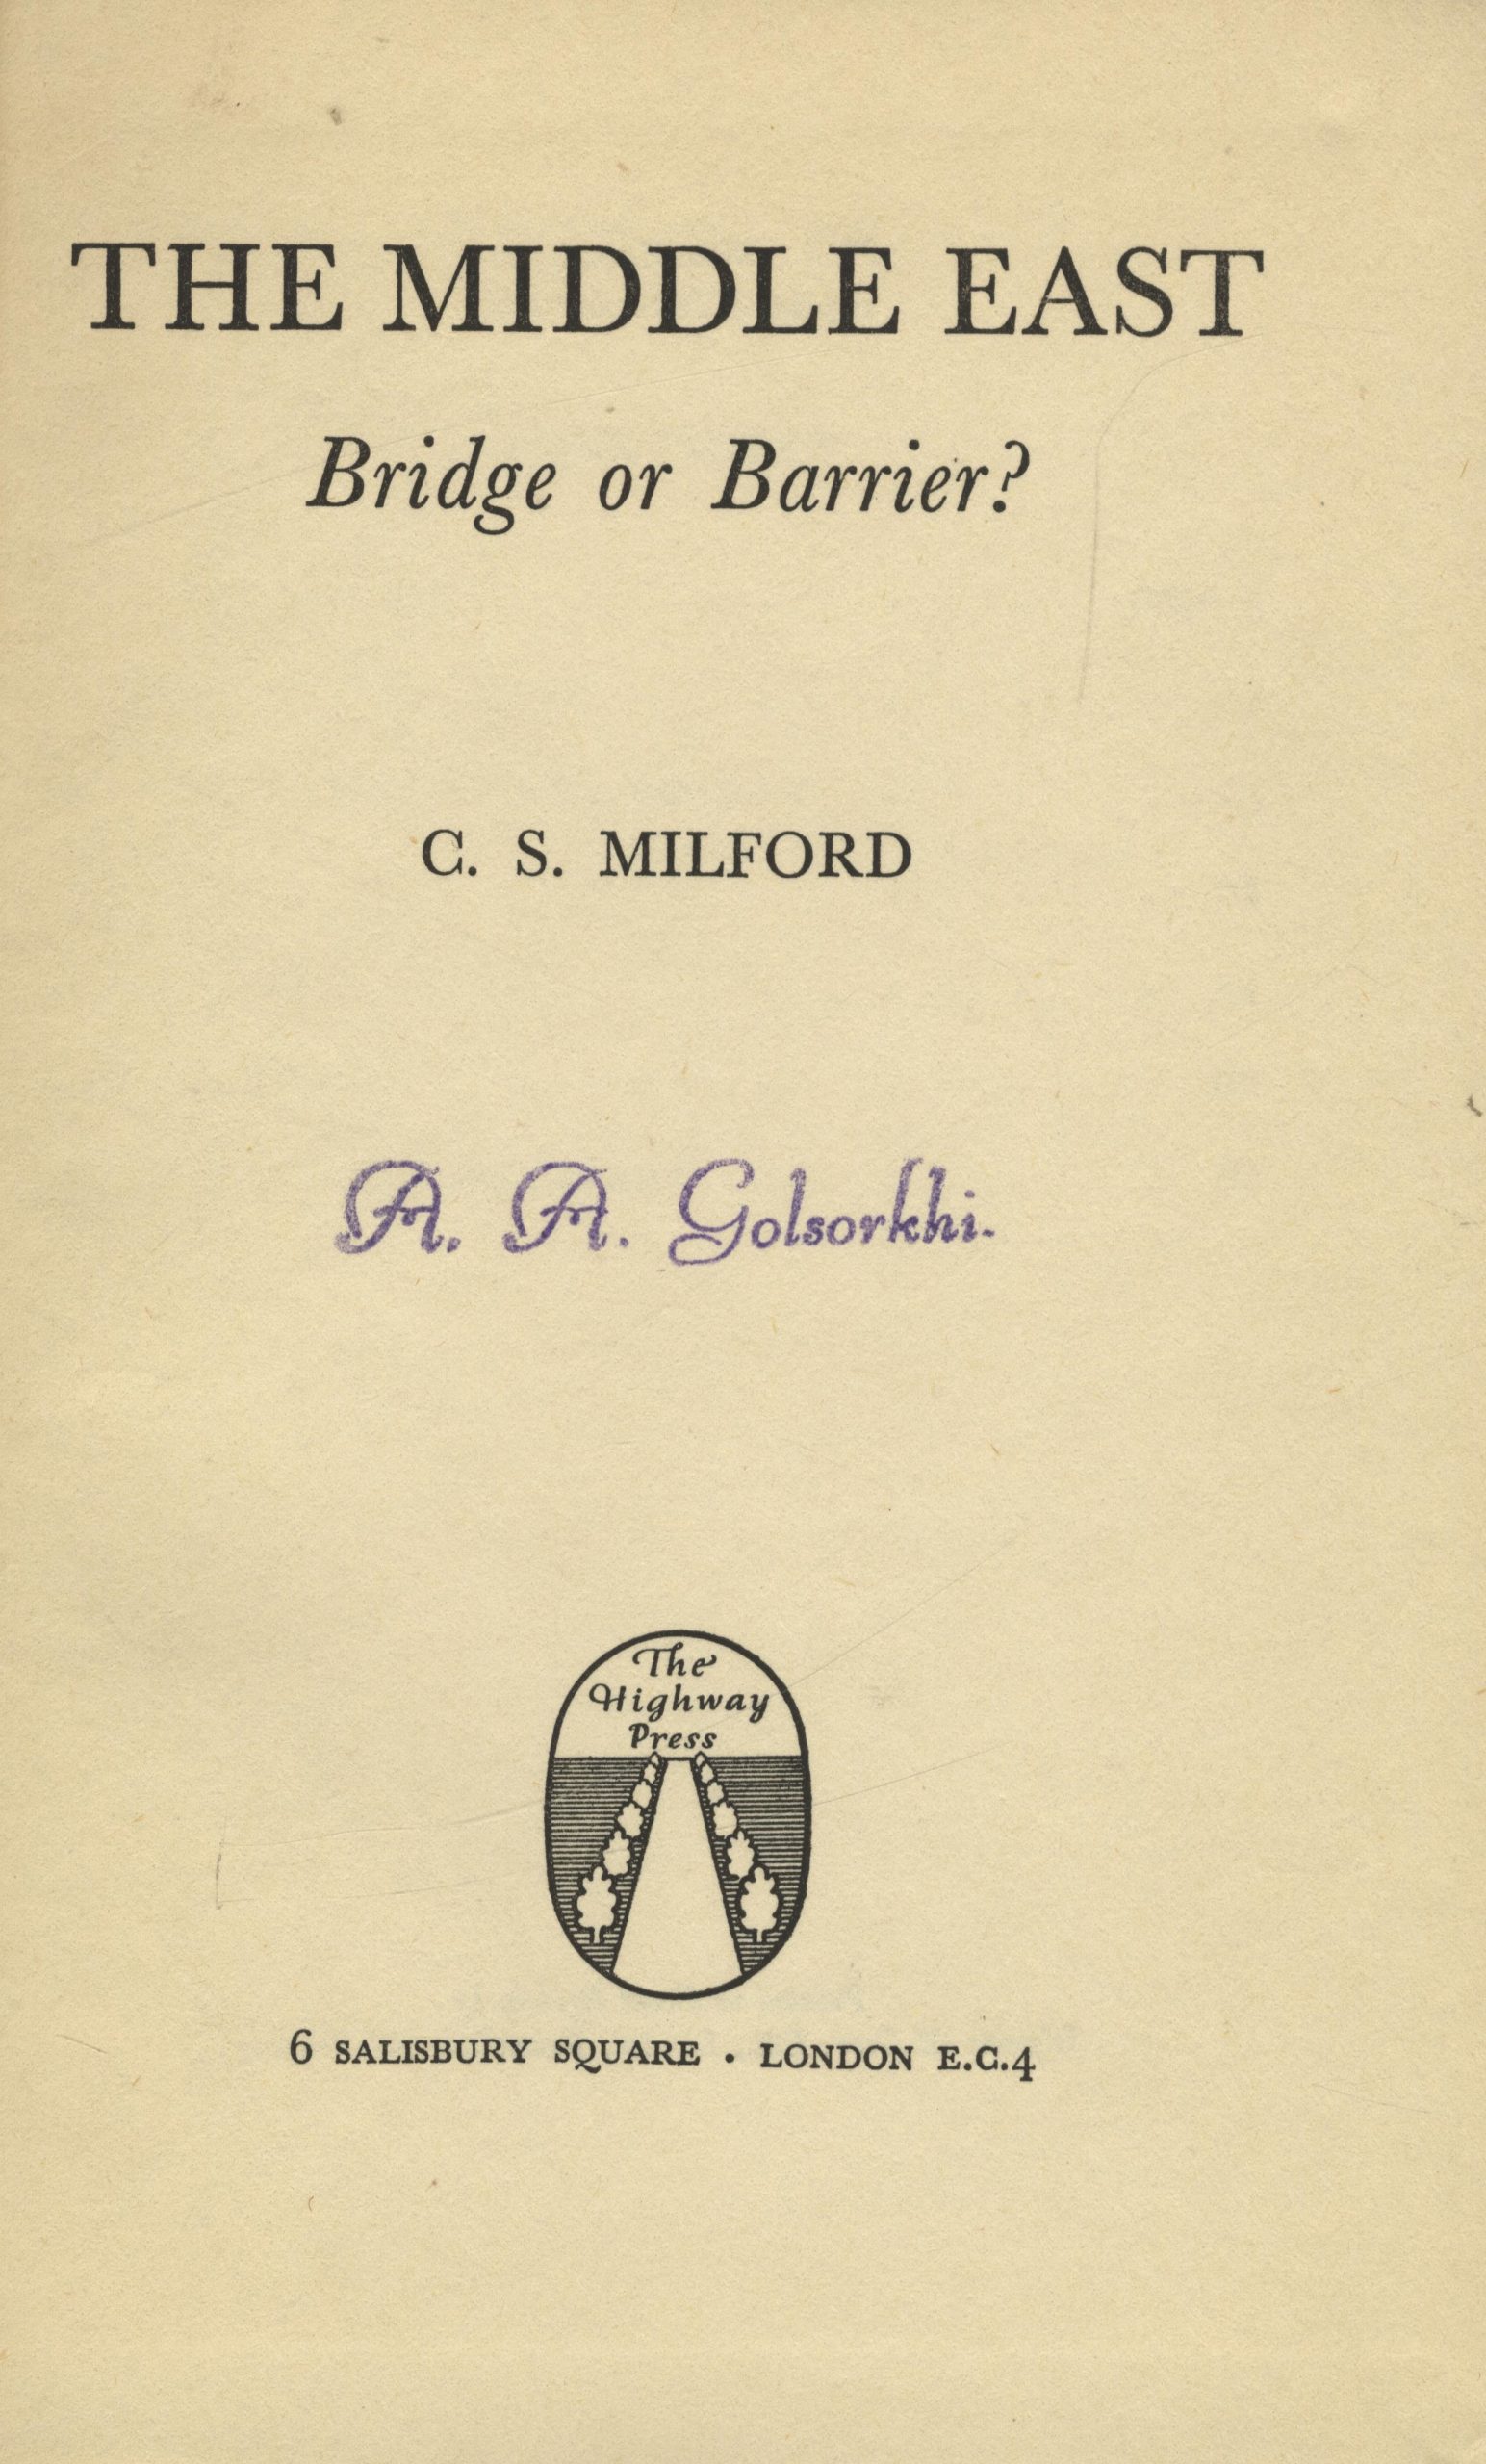 THE MIDDLE EAST
Bridge or Barrier?
C. S. MILFORD
A. A. Golsorkhi.
The
Highway
Press
6 SALISBURY SQUARE · LONDON E.C.4